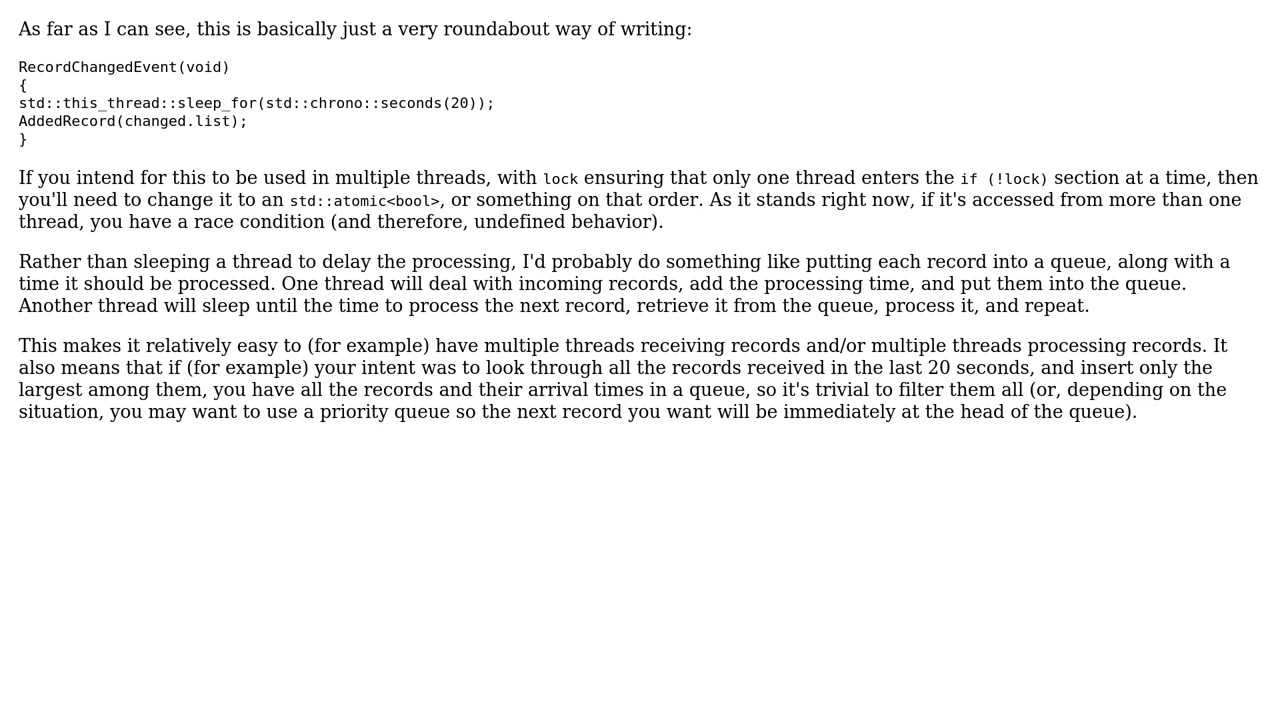 As far as I can see, this is basically just a very roundabout way of writing:
RecordChangedEvent(void)
{
std::this_thread::sleep_for(std::chrono::seconds(20));
AddedRecord(changed.list);
}
If you intend for this to be used in multiple threads, with lock ensuring that only one thread enters the if (!lock) section at a time, then
you'll need to change it to an std::atomic<bool>, or something on that order. As it stands right now, if it's accessed from more than one
thread, you have a race condition (and therefore, undefined behavior).
Rather than sleeping a thread to delay the processing, I'd probably do something like putting each record into a queue, along with a
time it should be processed. One thread will deal with incoming records, add the processing time, and put them into the queue.
Another thread will sleep until the time to process the next record, retrieve it from the queue, process it, and repeat.
This makes it relatively easy to (for example) have multiple threads receiving records and/or multiple threads processing records. It
also means that if (for example) your intent was to look through all the records received in the last 20 seconds, and insert only the
largest among them, you have all the records and their arrival times in a queue, so it's trivial to filter them all (or, depending on the
situation, you may want to use a priority queue so the next record you want will be immediately at the head of the queue).